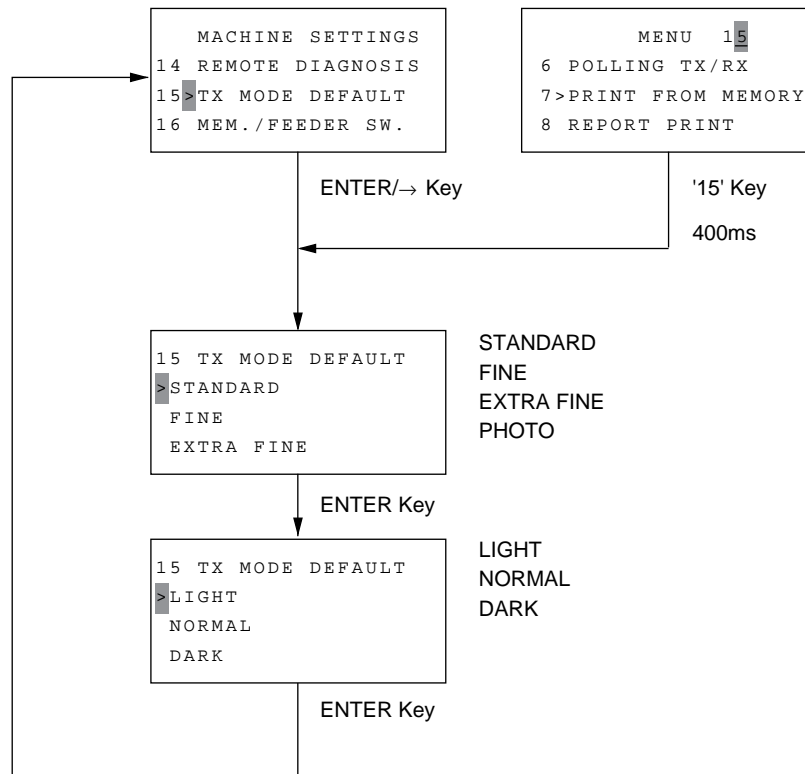 MACHINE SETTINGS
14 REMOTE DIAGNOSIS
15>TX MODE DEFAULT
16 MEM./FEEDER SW.
MENU 15
6 POLLING TX/RX
7>PRINT FROM MEMORY
8 REPORT PRINT
ENTER/→ Key
'15' Key
400ms
15 TX MODE DEFAULT
>STANDARD
FINE
EXTRA FINE
STANDARD
FINE
EXTRA FINE
PHOTO
ENTER Key
15 TX MODE DEFAULT
>LIGHT
NORMAL
DARK
LIGHT
NORMAL
DARK
ENTER Key